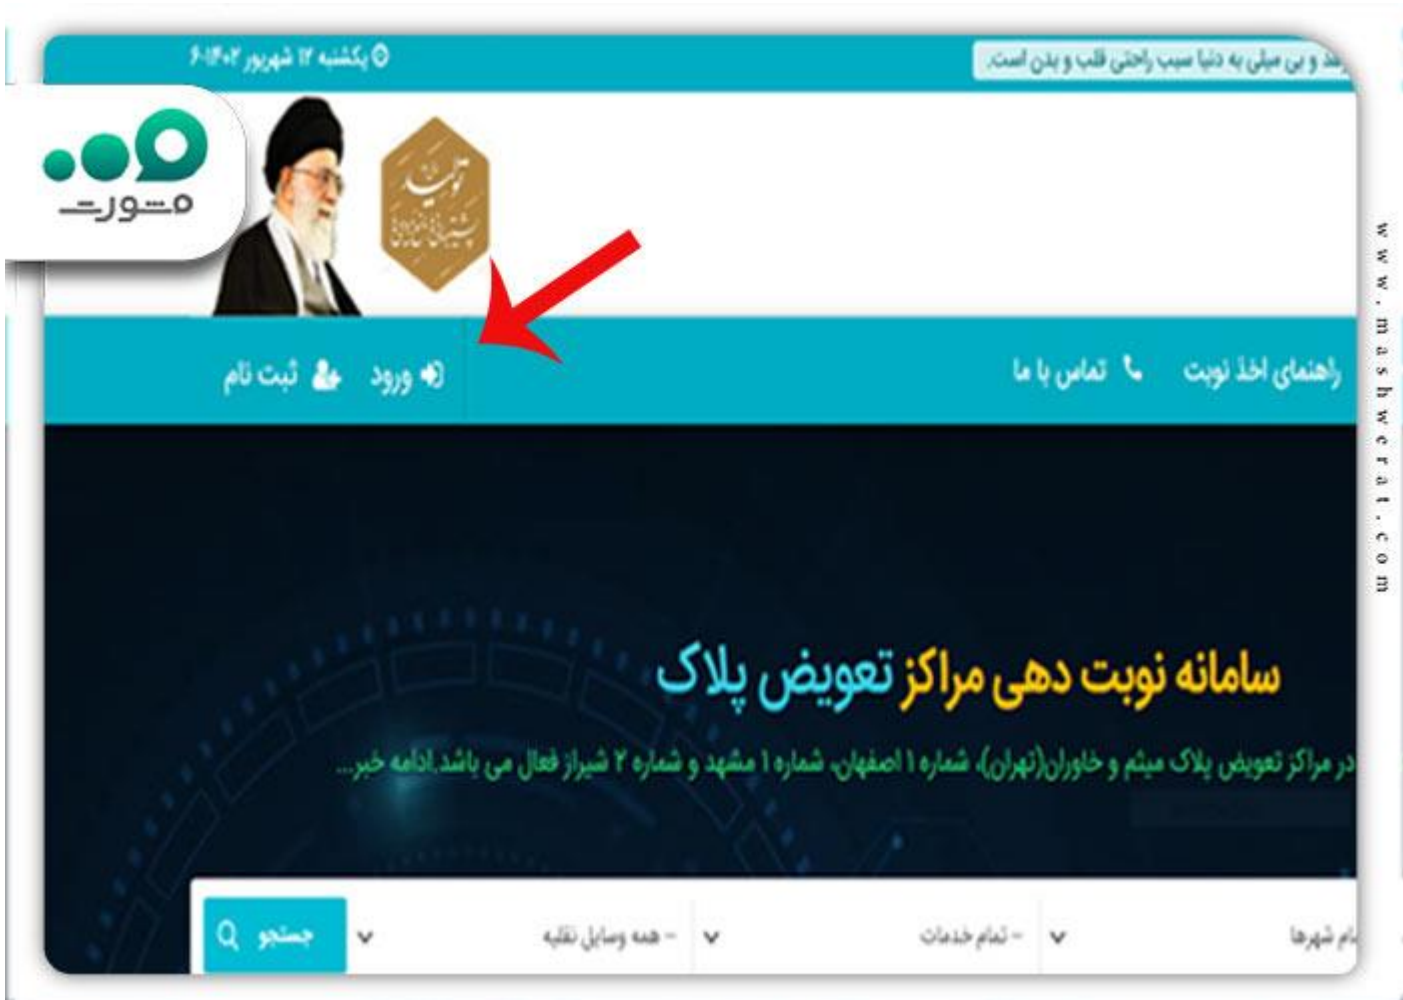 و بی میلی به دنیا سبب راحتی قلب و بدن است.
یکشنبه ۱۲ شهریور ۱۴۰۲-۶
مشورت
تولید
راهنمای اخذ نوبت
تماس با ما
ورود
ثبت نام
سامانه نوبت دهی مراکز تعویض پلاک
در مراکز تعویض پلاک میثم و خاوران(تهران)، شماره ۱ اصفهان، شماره ۱ مشهد و شماره ۲ شیراز فعال می باشد.ادامه خبر...
شهرها
- تمام خدمات
- همه وسایل نقلیه
جستجو
www.mashwerat.com